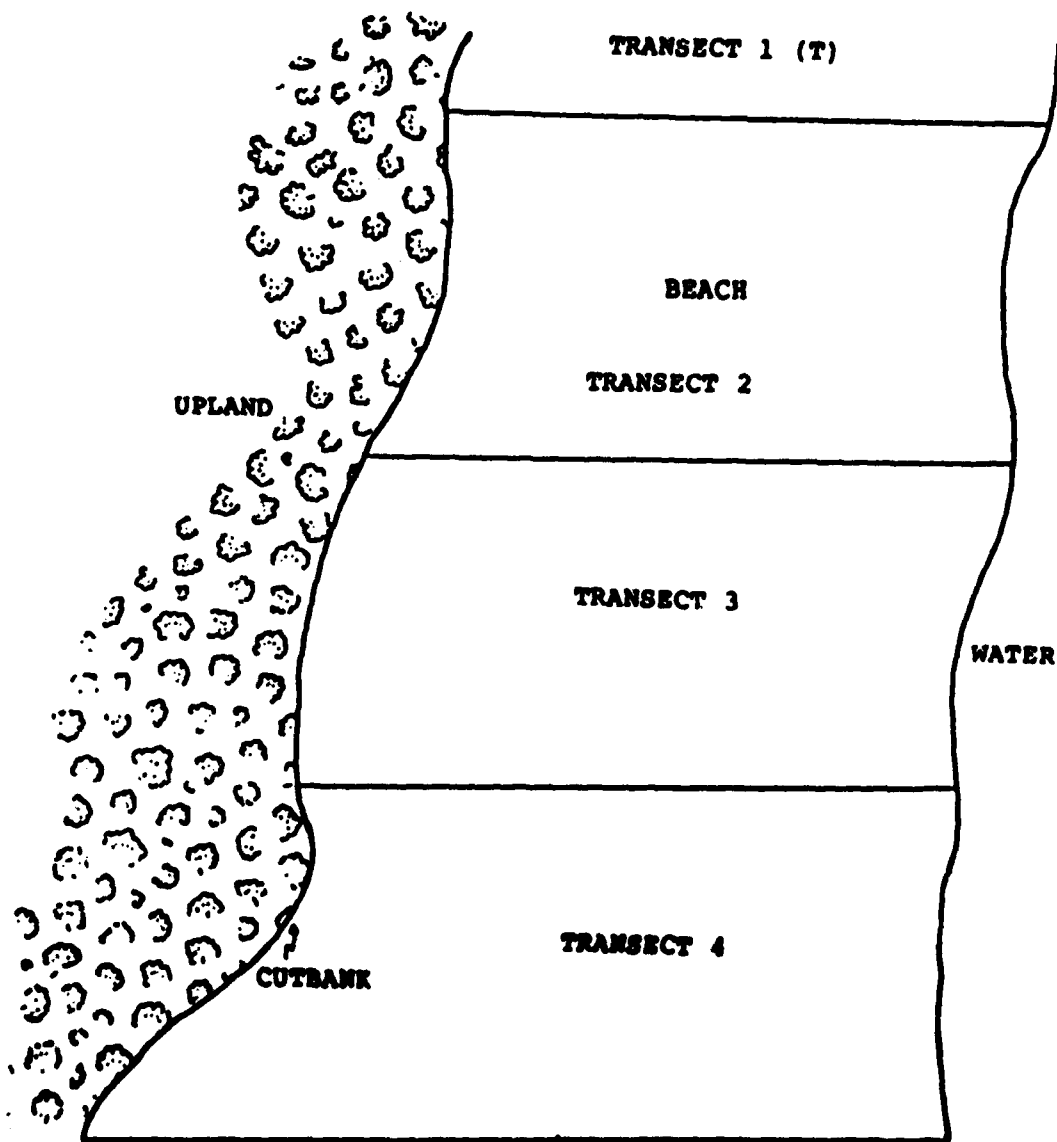 TRANSECT 1 (T)
BEACH
TRANSECT 2
UPLAND
TRANSECT 3
WATER
TRANSECT 4
CUTBANK